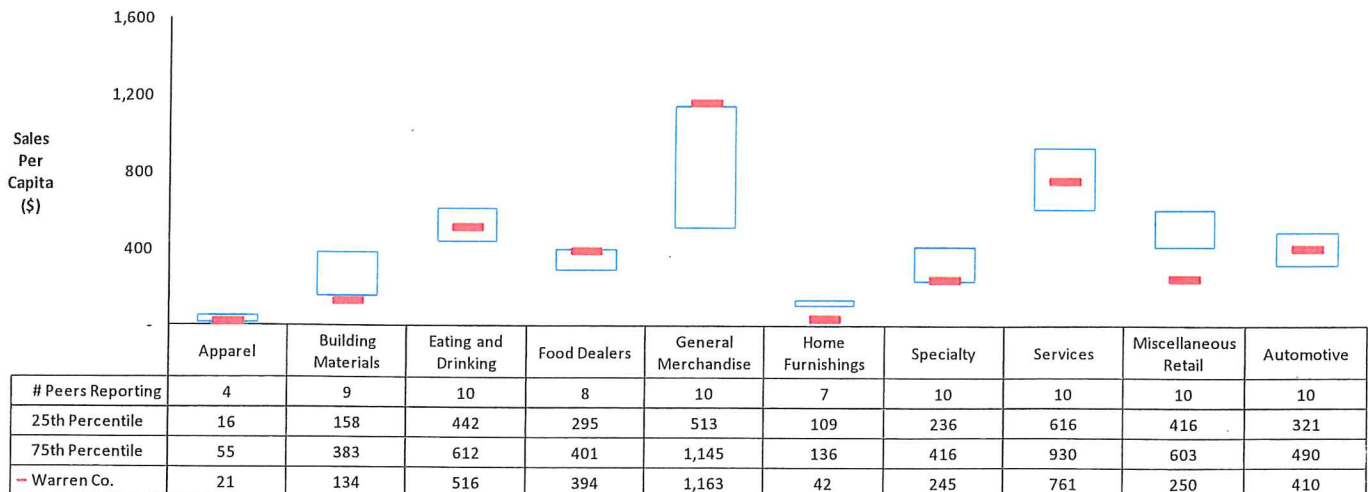 1,600
1,200
Sales
Per
Capita
($)
800
400
-
Apparel
Building
Materials
Eating and
Drinking
Food Dealers
General
Merchandise
Home
Furnishings
Specialty
Services
Miscellaneous
Retail
Automotive
# Peers Reporting 4 9 10 8 10 7 10 10 10 10
25th Percentile 16 158 442 295 513 109 236 616 416 321
75th Percentile 55 383 612 401 1,145 136 416 930 603 490
Warren Co. 21 134 516 394 1,163 42 245 761 250 410